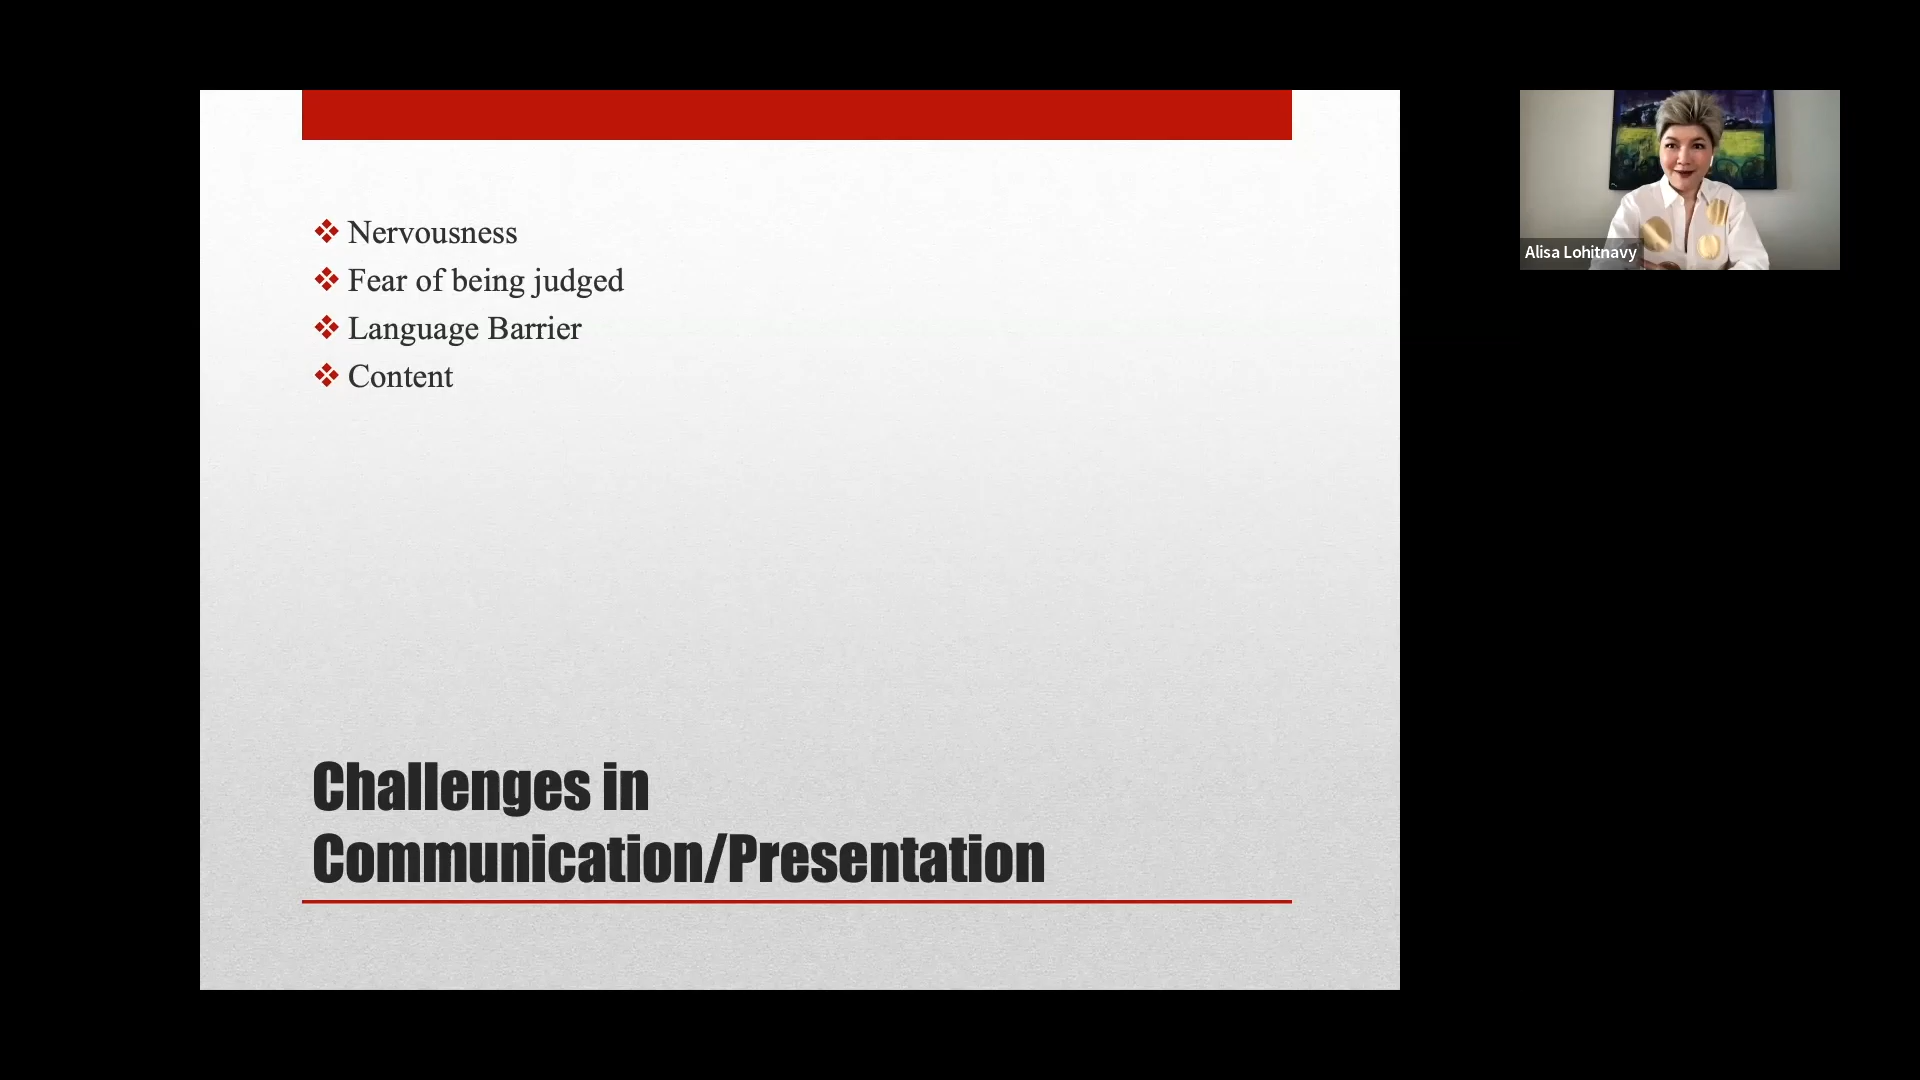 Nervousness
Fear of being judged
Language Barrier
Content
Challenges in
Communication/Presentation
Alisa Lohitnavy